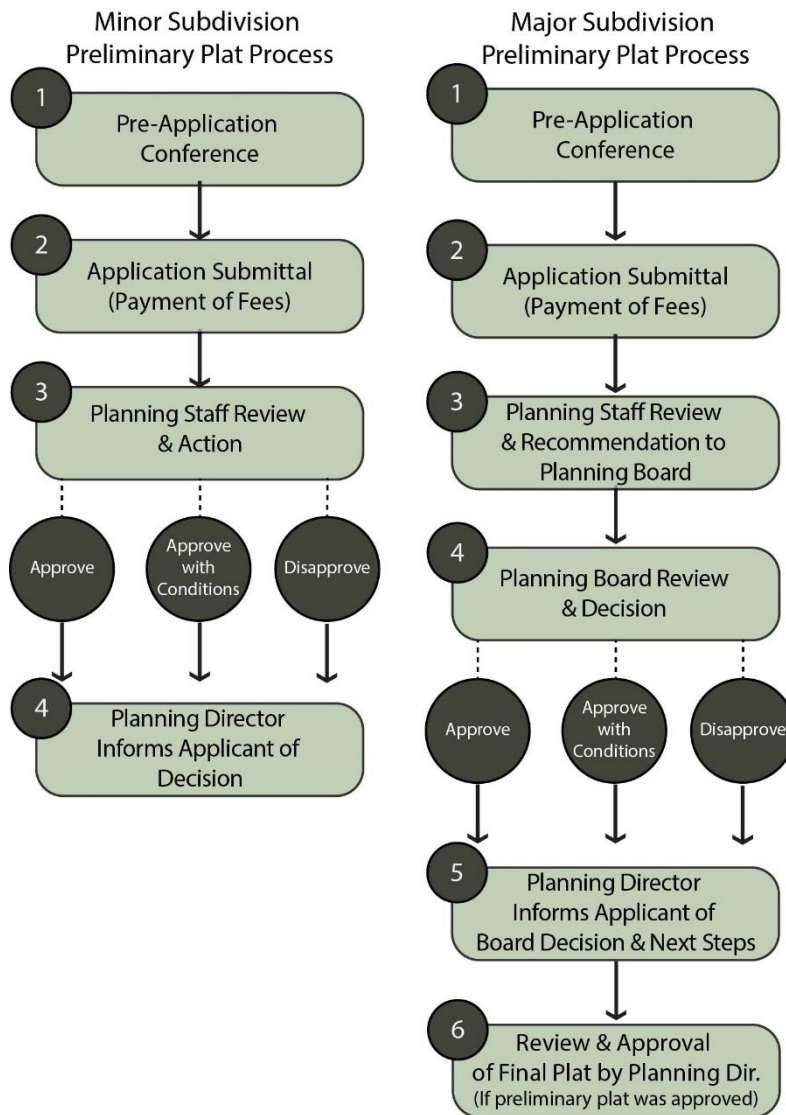 Minor Subdivision
Preliminary Plat Process
1
Pre-Application
Conference
2
Application Submittal
(Payment of Fees)
3
Planning Staff Review
& Action
Approve
Approve
with
Conditions
Disapprove
4
Planning Director
Informs Applicant of
Decision
Major Subdivision
Preliminary Plat Process
1
Pre-Application
Conference
2
Application Submittal
(Payment of Fees)
3
Planning Staff Review
& Recommendation to
Planning Board
4
Planning Board Review
& Decision
Approve
Approve
with
Conditions
Disapprove
5
Planning Director
Informs Applicant of
Board Decision & Next Steps
6
Review & Approval
of Final Plat by Planning Dir.
(If preliminary plat was approved)